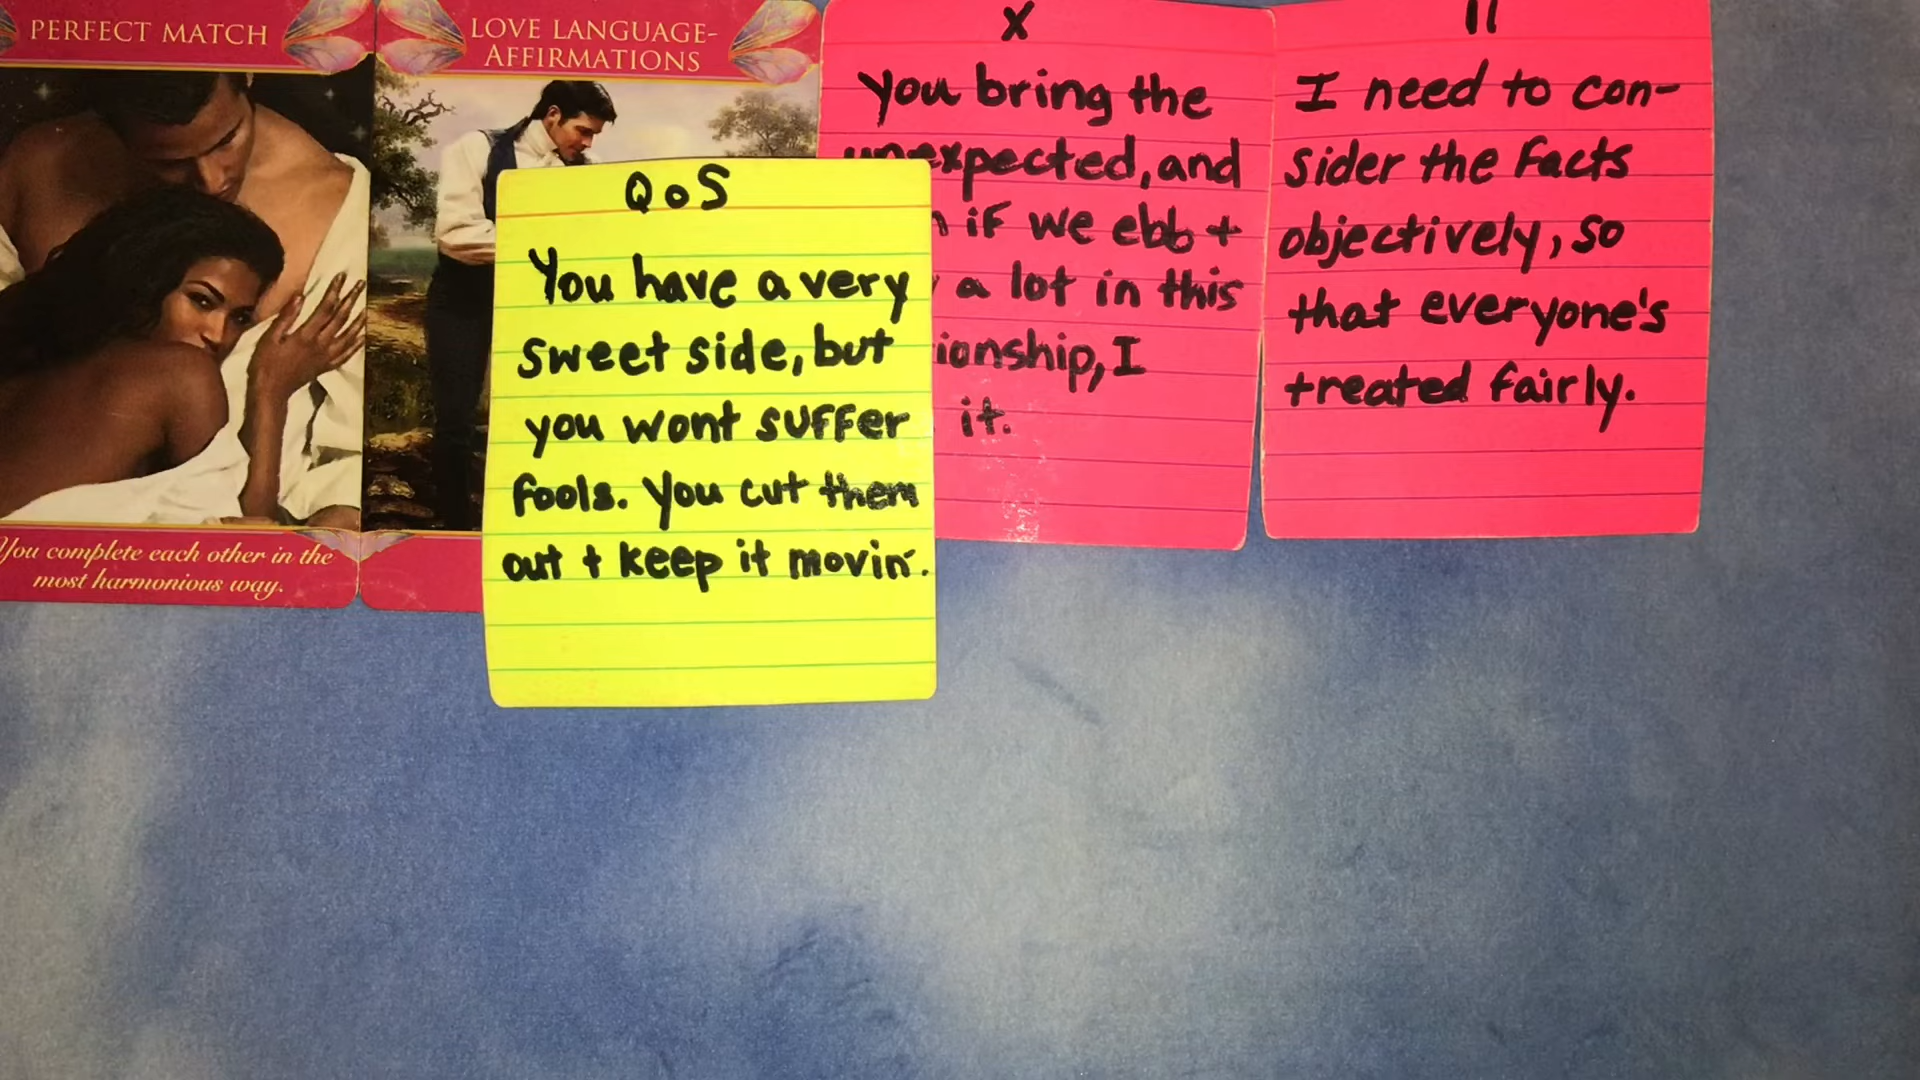 PERFECT MATCH
You complete each other in the
most harmonious way.
LOVE LANGUAGE-
AFFIRMATIONS
QoS
You have a very
sweet side, but
you wont suffer
fools. You cut them
out + keep it movin'.
X
You bring the
unexpected, and
if we ebb +
a lot in this
ionship, I
it.
11
I need to con-
sider the facts
objectively, so
that everyone's
treated fairly.